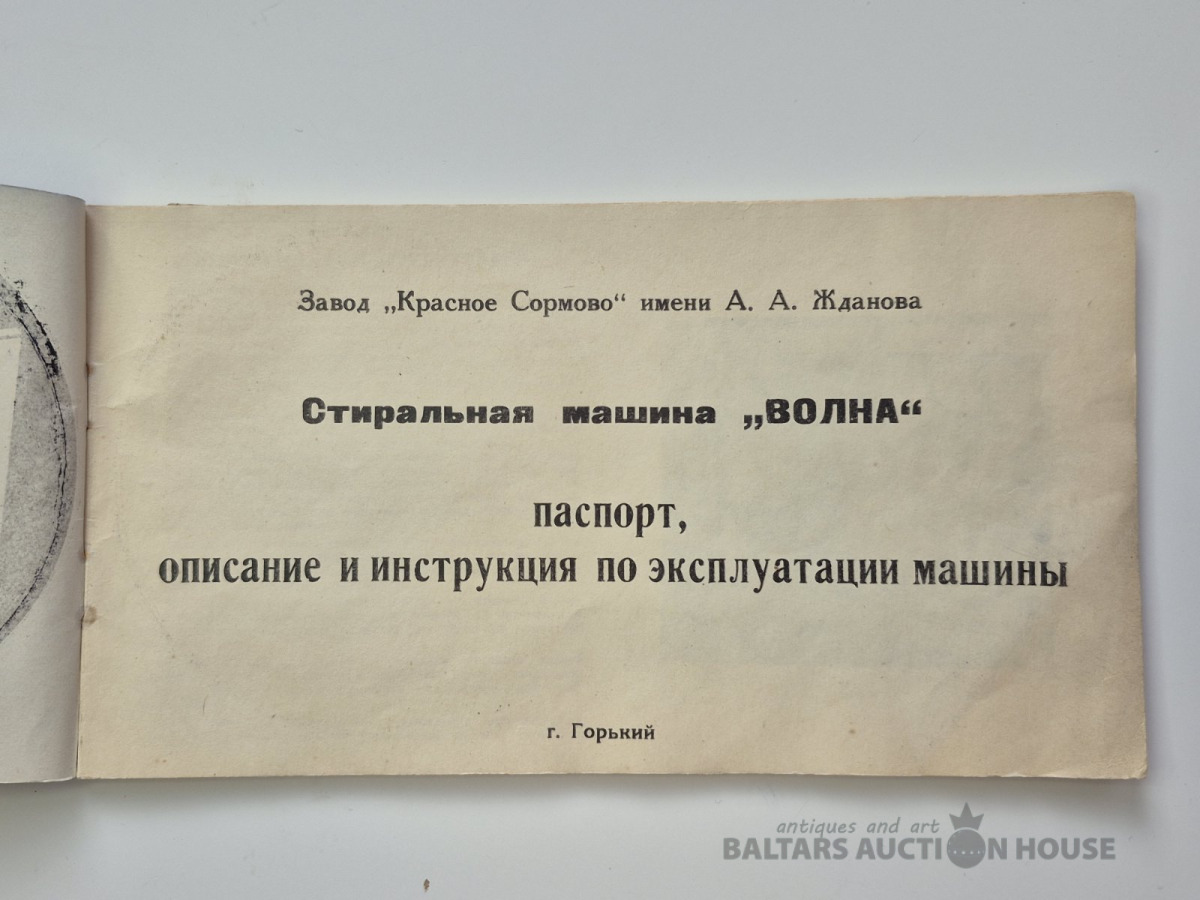 Завод „Красное Сормово“ имени А. А. Жданова
Стиральная машина „ВОЛНА“
паспорт,
описание и инструкция по эксплуатации машины
г. Горький
antiques and art
BALTARS AUCTION HOUSE